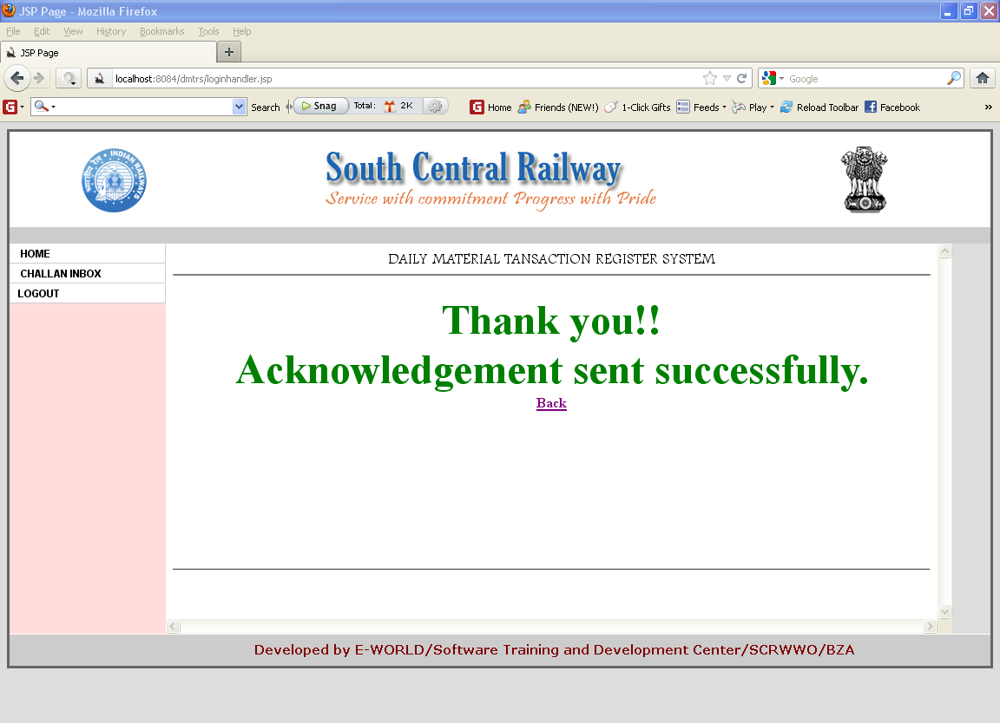 JSP Page - Mozilla Firefox
File Edit View History Bookmarks Tools Help
JSP Page
localhost:8084/dmtrs/loginhandler.jsp
Google
Search Snag Total: 2K Home Friends (NEW!) 1-Click Gifts Feeds Play Reload Toolbar Facebook »
INDIAN RAILWAYS
South Central Railway
Service with commitment Progress with Pride
HOME
CHALLAN INBOX
LOGOUT
DAILY MATERIAL TANSACTION REGISTER SYSTEM
Thank you!!
Acknowledgement sent successfully.
Back
Developed by E-WORLD/Software Training and Development Center/SCRWWO/BZA